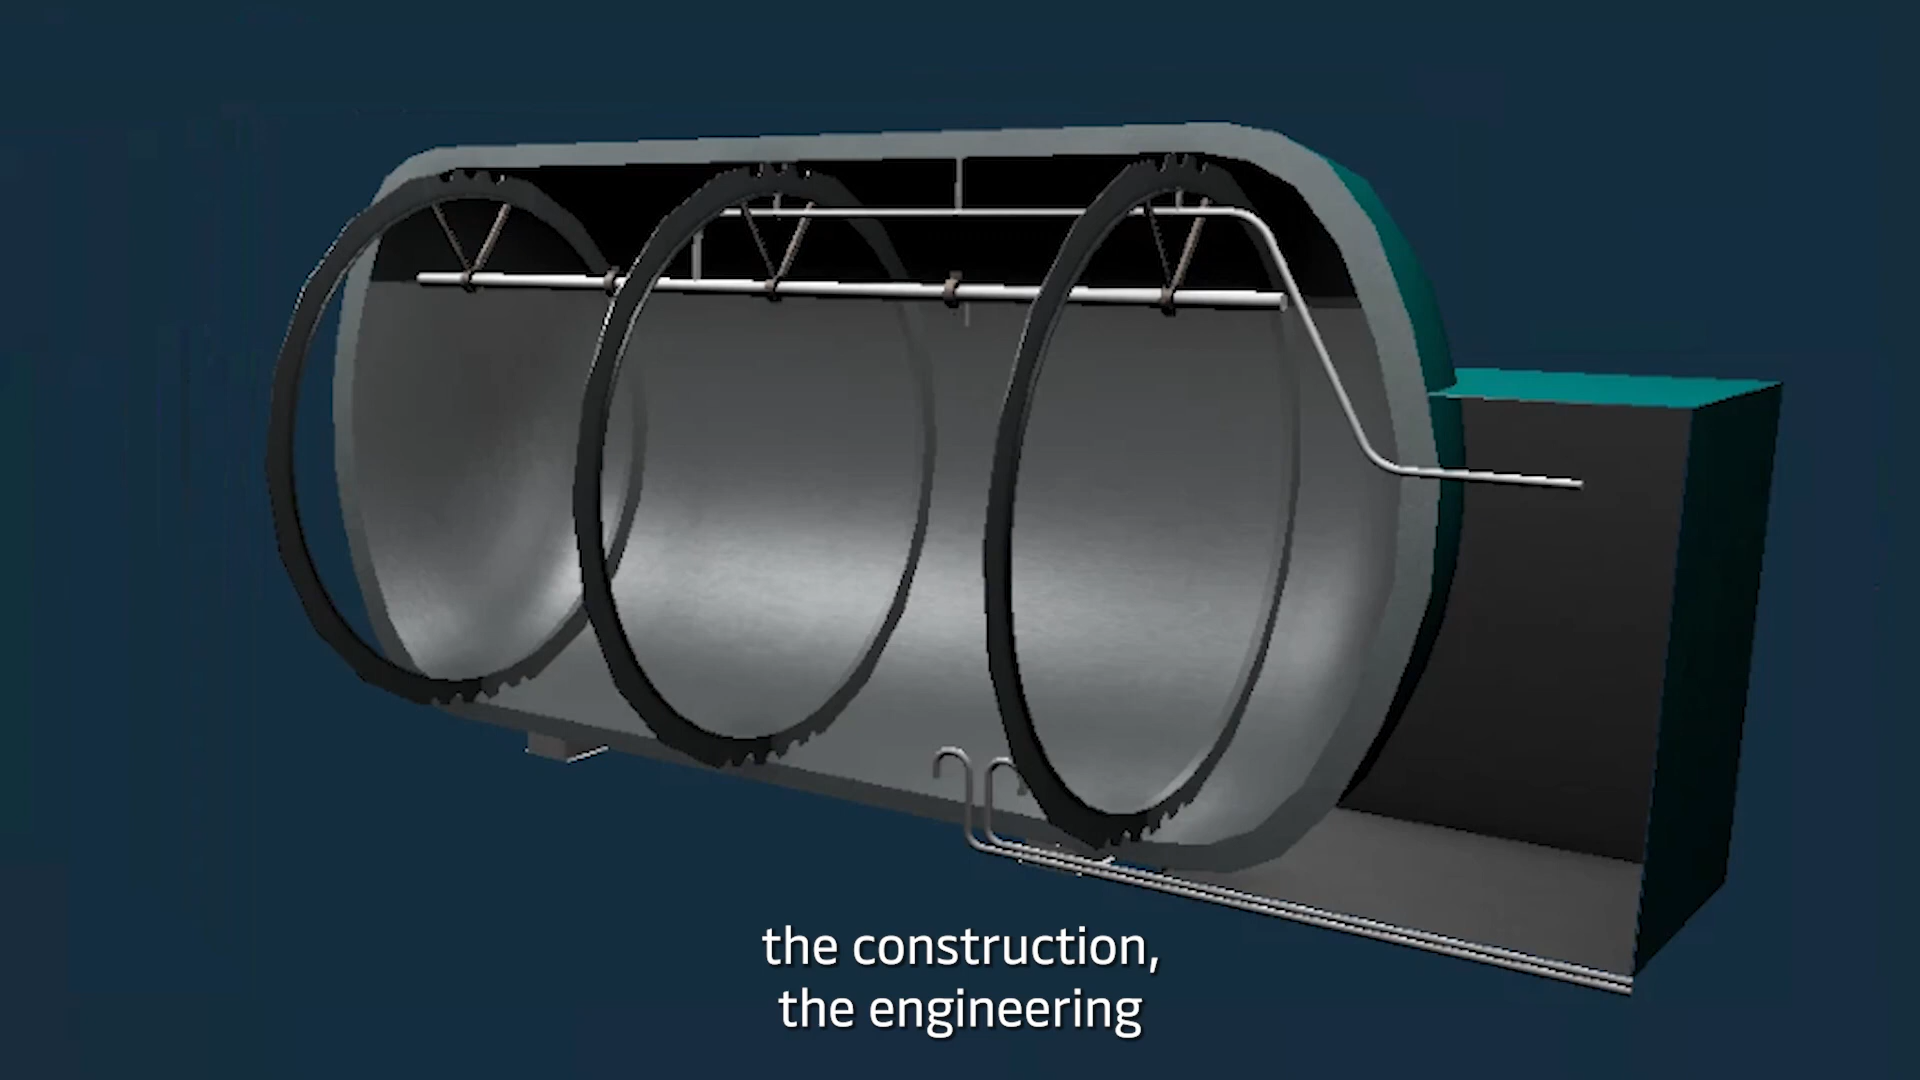 the construction,
the engineering